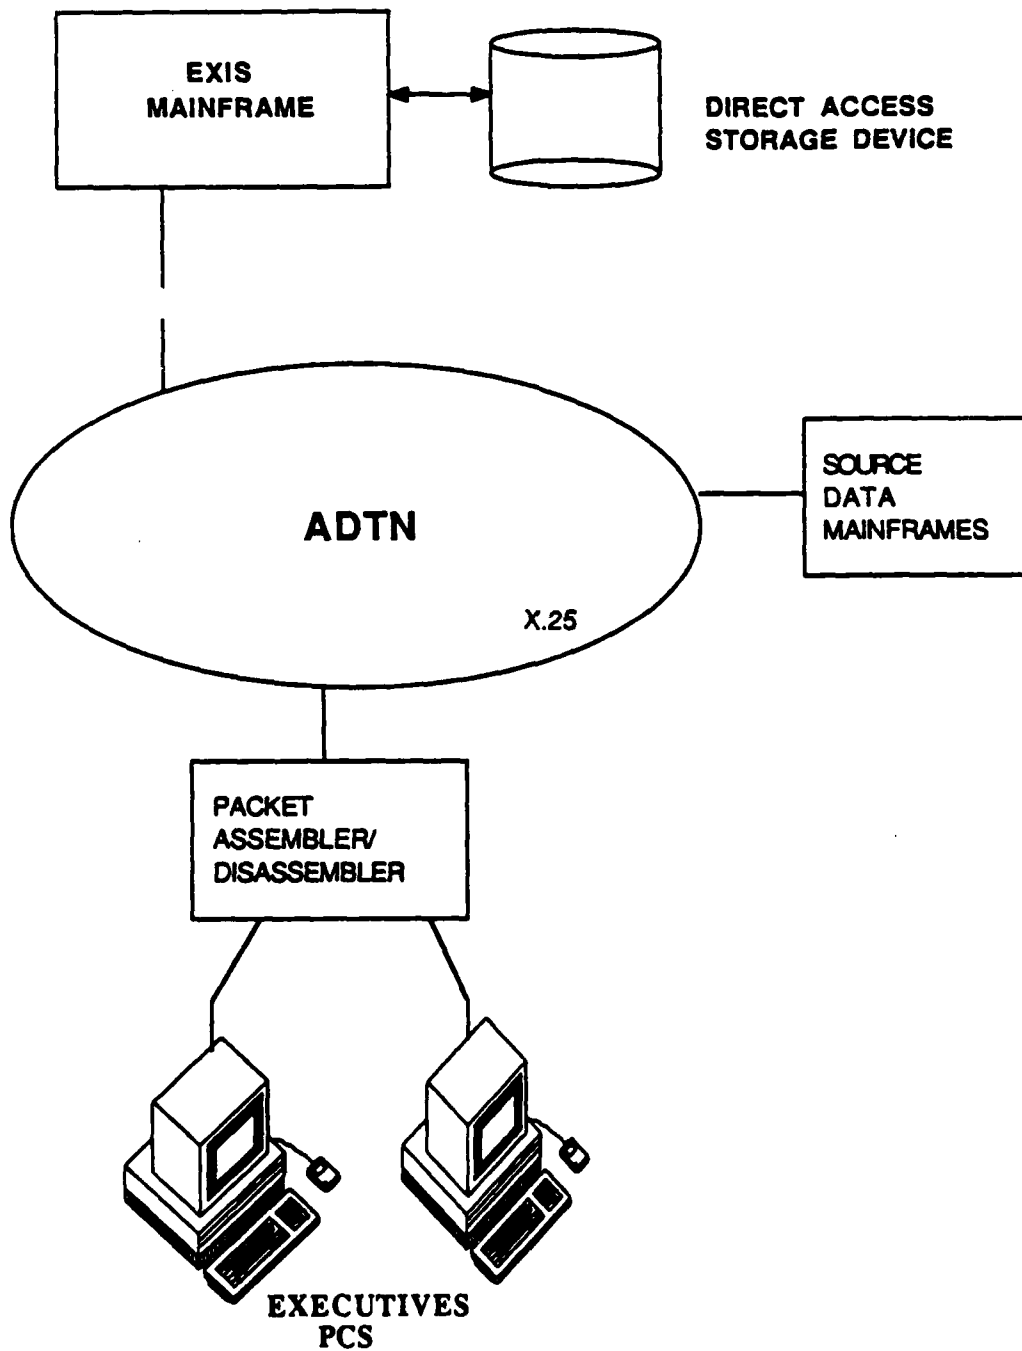 EXIS
MAINFRAME
DIRECT ACCESS
STORAGE DEVICE
SOURCE
DATA
MAINFRAMES
ADTN
X.25
PACKET
ASSEMBLER/
DISASSEMBLER
EXECUTIVES
PCS